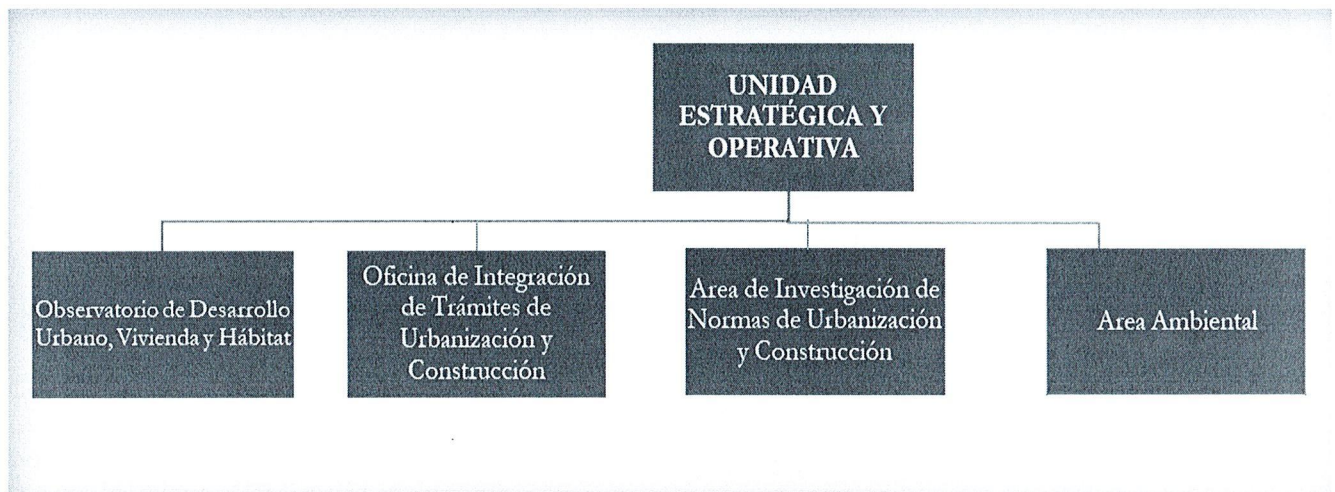 UNIDAD
ESTRATÉGICA Y
OPERATIVA
Observatorio de Desarrollo
Urbano, Vivienda y Hábitat
Oficina de Integración
de Trámites de
Urbanización y
Construcción
Area de Investigación de
Normas de Urbanización
y Construcción
Area Ambiental